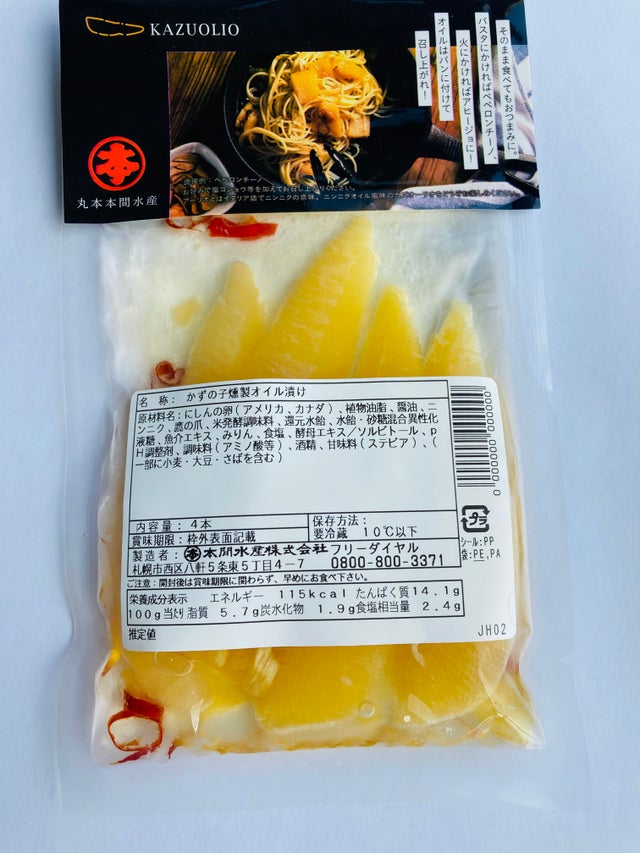 KAZUOLIO
そのまま食べてもおつまみに。
パスタにかければペペロンチーノ、
火にかければアヒージョに!
オイルはパンに付けて
召し上がれ!
本
丸本本間水産
名 称: かずの子燻製オイル漬け
原材料名:にしんの卵(アメリカ、カナダ)、植物油脂、醤油、ニ
ンニク、鷹の爪、米発酵調味料、還元水飴、水飴・砂糖混合異性化
液糖、魚介エキス、みりん、食塩、酵母エキス/ソルビトール、p
H調整剤、調味料(アミノ酸等)、酒精、甘味料(ステビア)、(
一部に小麦・大豆・さばを含む)
内容量:4本
保存方法:
賞味期限:枠外表面記載
要冷蔵 10℃以下
製造者:本本間水産株式会社フリーダイヤル
札幌市西区八軒5条東5丁目4-7 0800-800-3371
ご注意:開封後は賞味期限に関わらず、早めにお食べ下さい。
栄養成分表示 エネルギー 115kcal たんぱく質14.1g
100g当たり 脂質 5.7g炭水化物 1.9g食塩相当量 2.4g
推定値
JH02
プラ
シール:PP
袋:PE,PA